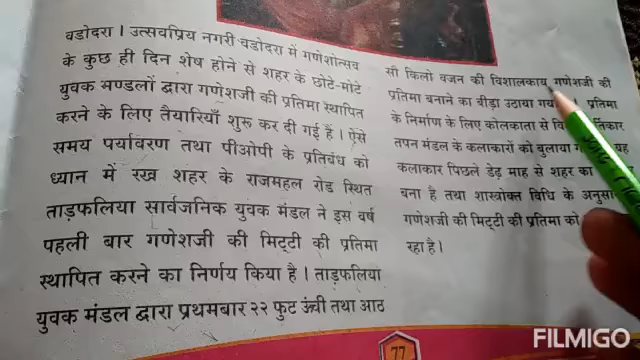 वडोदरा । उत्सवप्रिय नगरी वडोदरा में गणेशोत्सव
के कुछ ही दिन शेष होने से शहर के छोटे-मोटे
युवक मण्डलों द्वारा गणेशजी की प्रतिमा स्थापित
करने के लिए तैयारियाँ शुरू कर दी गई हैं । ऐसे
समय पर्यावरण तथा पीओपी के प्रतिबंध को
ध्यान में रख शहर के राजमहल रोड स्थित
ताड़फलिया सार्वजनिक युवक मंडल ने इस वर्ष
पहली बार गणेशजी की मिट्टी की प्रतिमा
स्थापित करने का निर्णय किया है । ताड़फलिया
युवक मंडल द्वारा प्रथमबार २२ फुट ऊंची तथा आठ
सौ किलो वजन की विशालकाय गणेशजी की
प्रतिमा बनाने का बीड़ा उठाया प्रतिमा
के निर्माण के लिए कोलकाता से
तपन मंडल के कलाकारों को बुलाया यह
कलाकार पिछले डेढ़ माह से शहर का
बना है तथा शास्त्रोक्त विधि के
गणेशजी की मिट्टी की प्रतिमा को
रहा है ।
77
FILMIGO